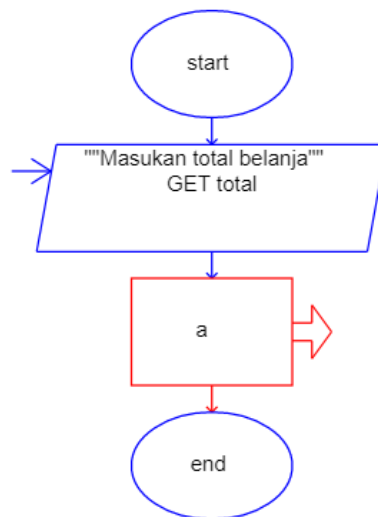 start
""Masukan total belanja""
GET total
a
end